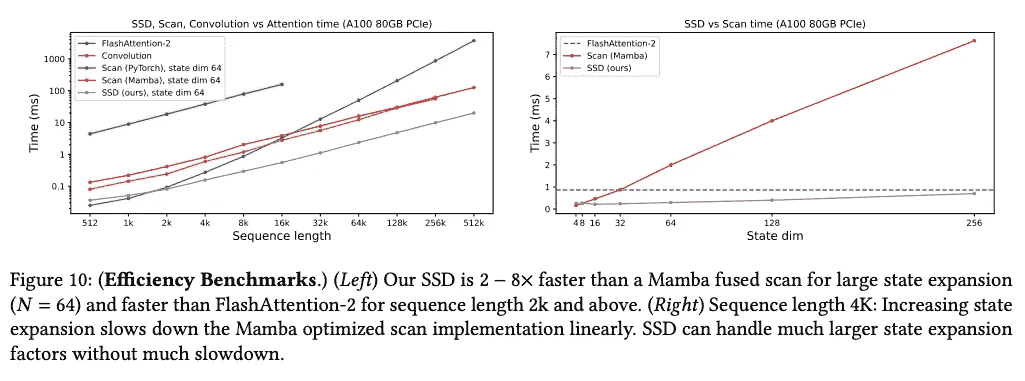 SSD, Scan, Convolution vs Attention time (A100 80GB PCIe)
FlashAttention-2
Convolution
Scan (PyTorch), state dim 64
Scan (Mamba), state dim 64
SSD (ours), state dim 64
1000
100
10
1
0.1
Time (ms)
512 1k 2k 4k 8k 16k 32k 64k 128k 256k 512k
Sequence length
SSD vs Scan time (A100 80GB PCIe)
FlashAttention-2
Scan (Mamba)
SSD (ours)
7
6
5
4
3
2
1
0
Time (ms)
4 8 16 32 64 128 256
State dim
Figure 10: (Efficiency Benchmarks.) (Left) Our SSD is 2 – 8× faster than a Mamba fused scan for large state expansion
(N = 64) and faster than FlashAttention-2 for sequence length 2k and above. (Right) Sequence length 4K: Increasing state
expansion slows down the Mamba optimized scan implementation linearly. SSD can handle much larger state expansion
factors without much slowdown.